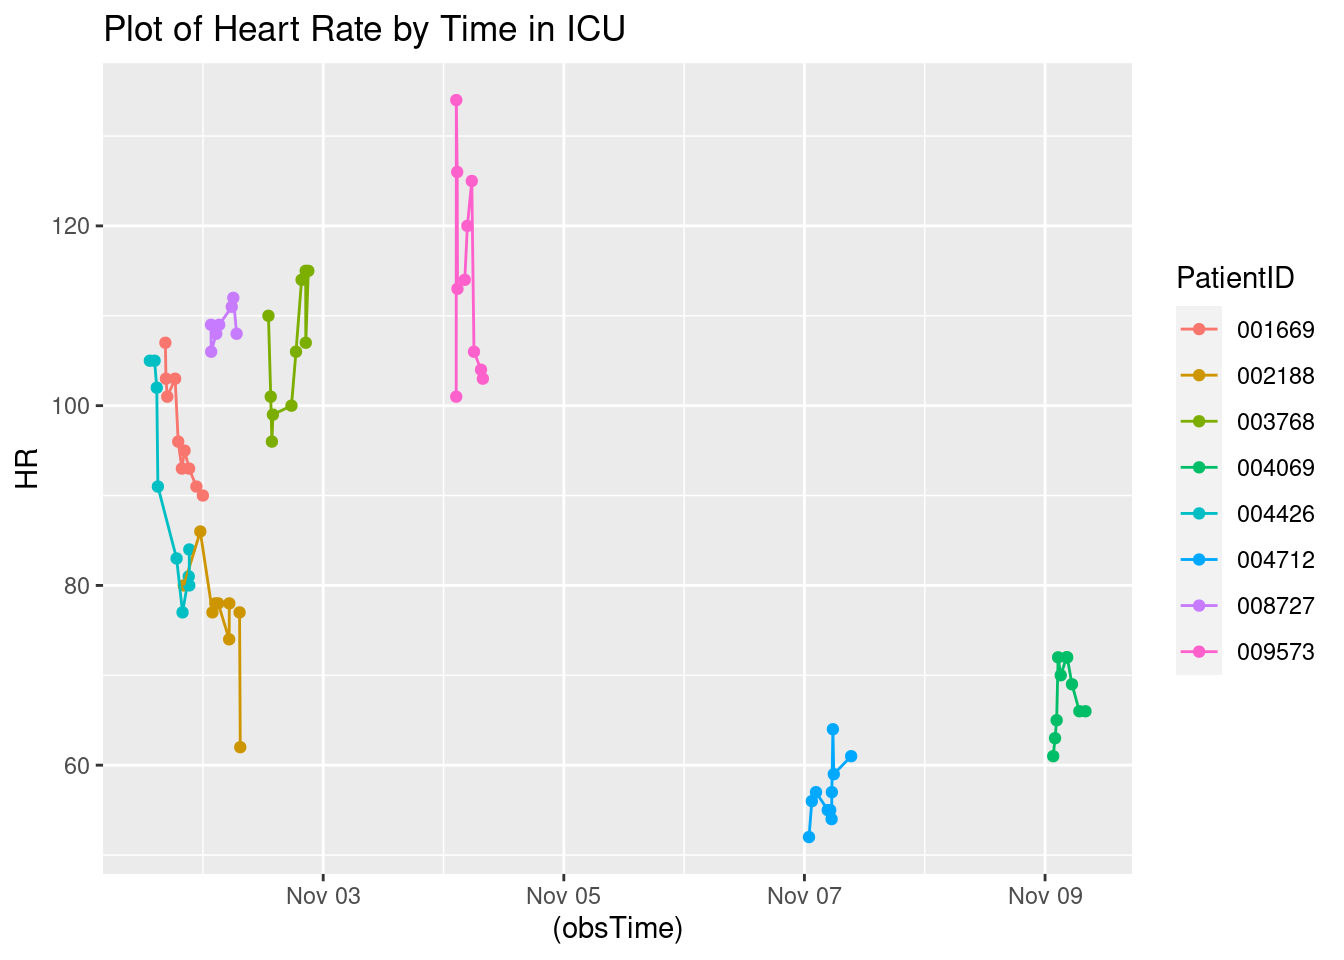 Plot of Heart Rate by Time in ICU
HR
120
100
80
60
Nov 03
Nov 05
Nov 07
Nov 09
(obsTime)
PatientID
001669
002188
003768
004069
004426
004712
008727
009573